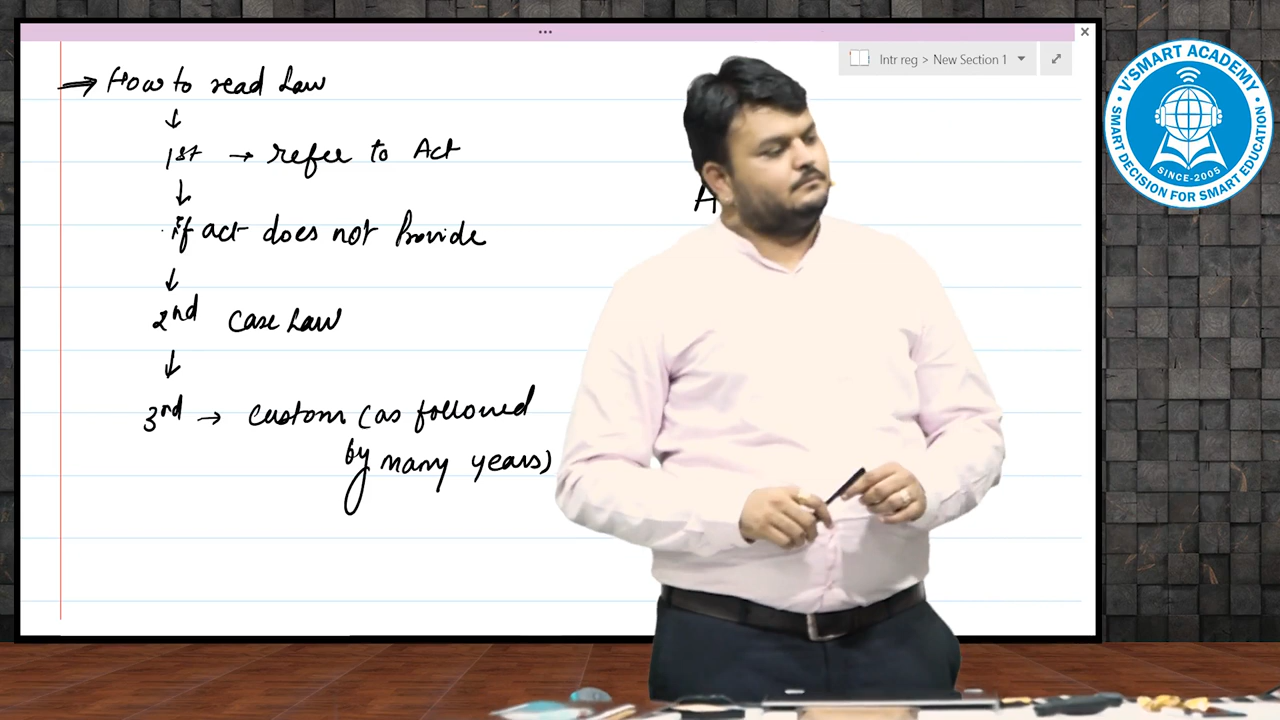 Intr reg > New Section 1
⇒ How to read Law
↓
1st → refer to Act
↓
if act does not Provide
↓
2nd Case Law
↓
3rd → Custom (as followed
by many years)
A
V'SMART ACADEMY
SINCE-2005
SMART DECISION FOR SMART EDUCATION